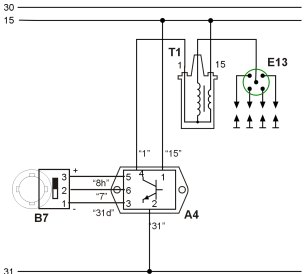 30
15
T1
1 15
E13
"1" "15"
+
3 "8h" 5 4 1
2 "7" 6
1 "31d" 3 2
-
B7
A4
"31"
31